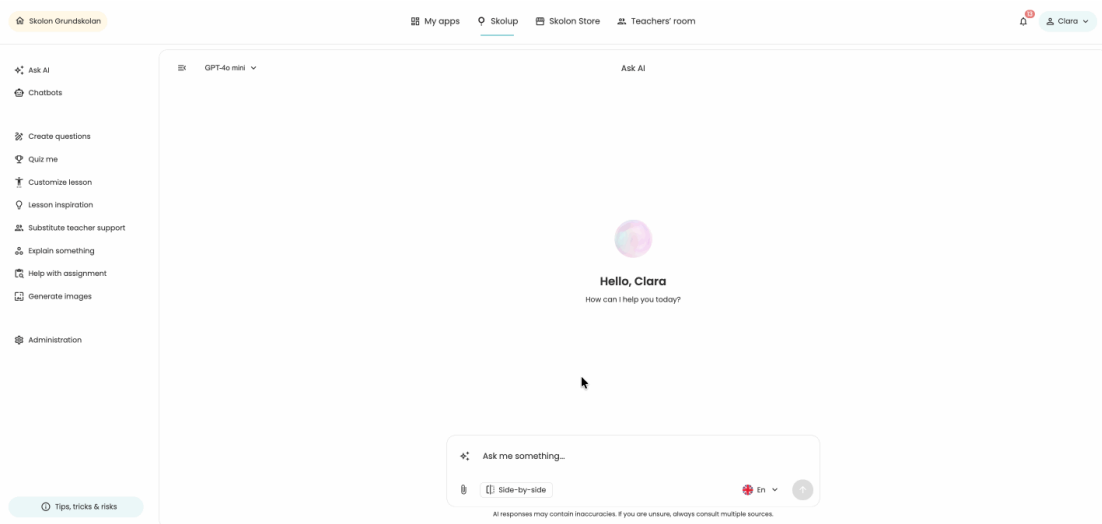 Skolon Grundskolan
My apps
Skolup
Skolon Store
Teachers' room
13
Clara
Ask AI
Chatbots
Create questions
Quiz me
Customize lesson
Lesson inspiration
Substitute teacher support
Explain something
Help with assignment
Generate images
Administration
Tips, tricks & risks
GPT-4o mini
Ask AI
Hello, Clara
How can I help you today?
Ask me something...
Side-by-side
En
AI responses may contain inaccuracies. If you are unsure, always consult multiple sources.